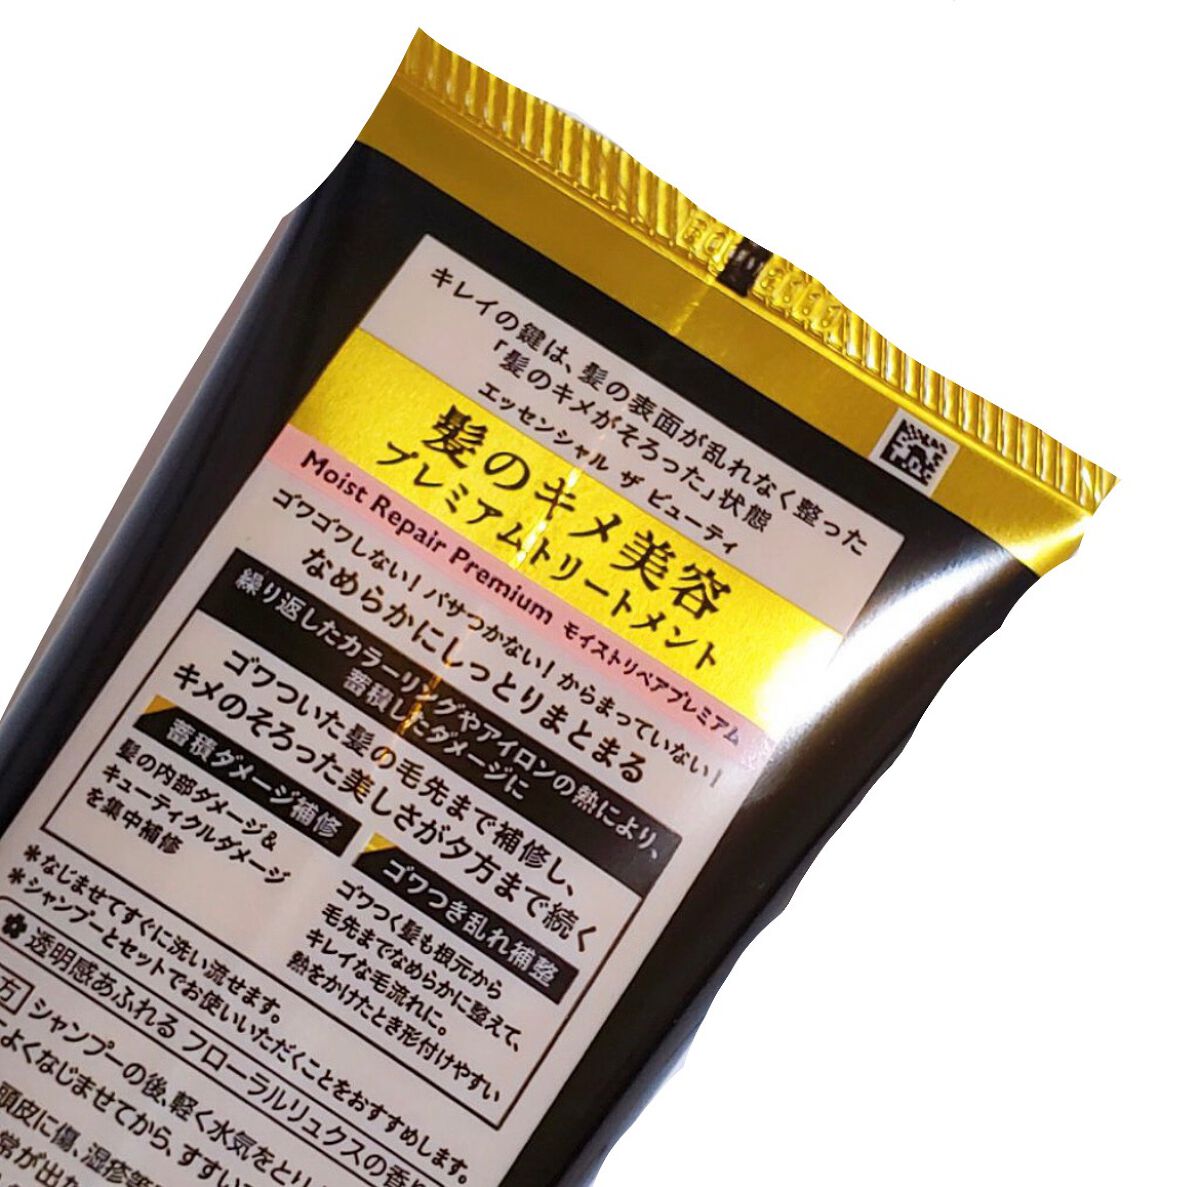 キレイの鍵は、髪の表面が乱れなく整った
「髪のキメがそろった」状態
エッセンシャル ザ ビューティ
髪のキメ美容
プレミアムトリートメント
Moist Repair Premium モイストリペアプレミアム
ゴワゴワしない！パサつかない！からまっていない！
なめらかにしっとりまとまる
繰り返したカラーリングやアイロンの熱により、
蓄積したダメージに
ゴワついた髪の毛先まで補修し、
キメのそろった美しさが夕方まで続く
蓄積ダメージ補修
髪の内部ダメージ&
キューティクルダメージ
を集中補修
ゴワつき乱れ補整
ゴワつく髪も根元から
毛先までなめらかに整えて、
キレイな毛流れに。
熱をかけたとき形付けやすい
*なじませてすぐに洗い流せます。
*シャンプーとセットでお使いいただくことをおすすめします。
透明感あふれる フローラルリュクスの香り
方 シャンプーの後、軽く水気をとり
よくなじませてから、すすい
頭皮に傷、湿疹等
常が出た